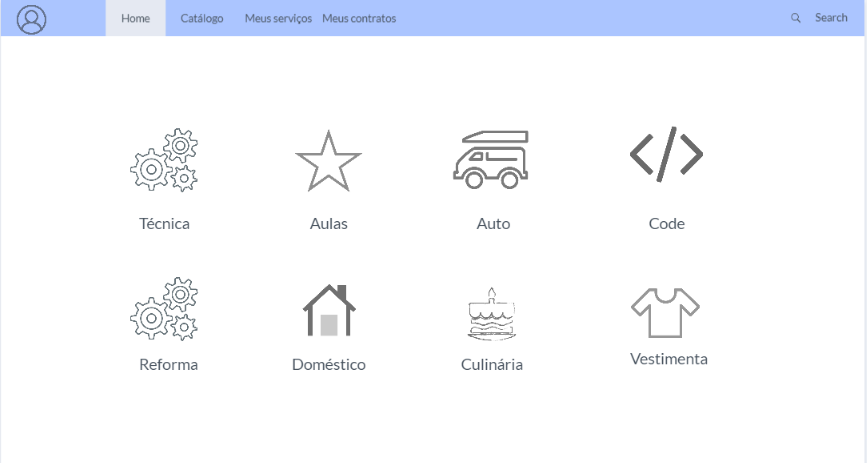 Home Catálogo Meus serviços Meus contratos Search
Técnica Aulas Auto Code
Reforma Doméstico Culinária Vestimenta